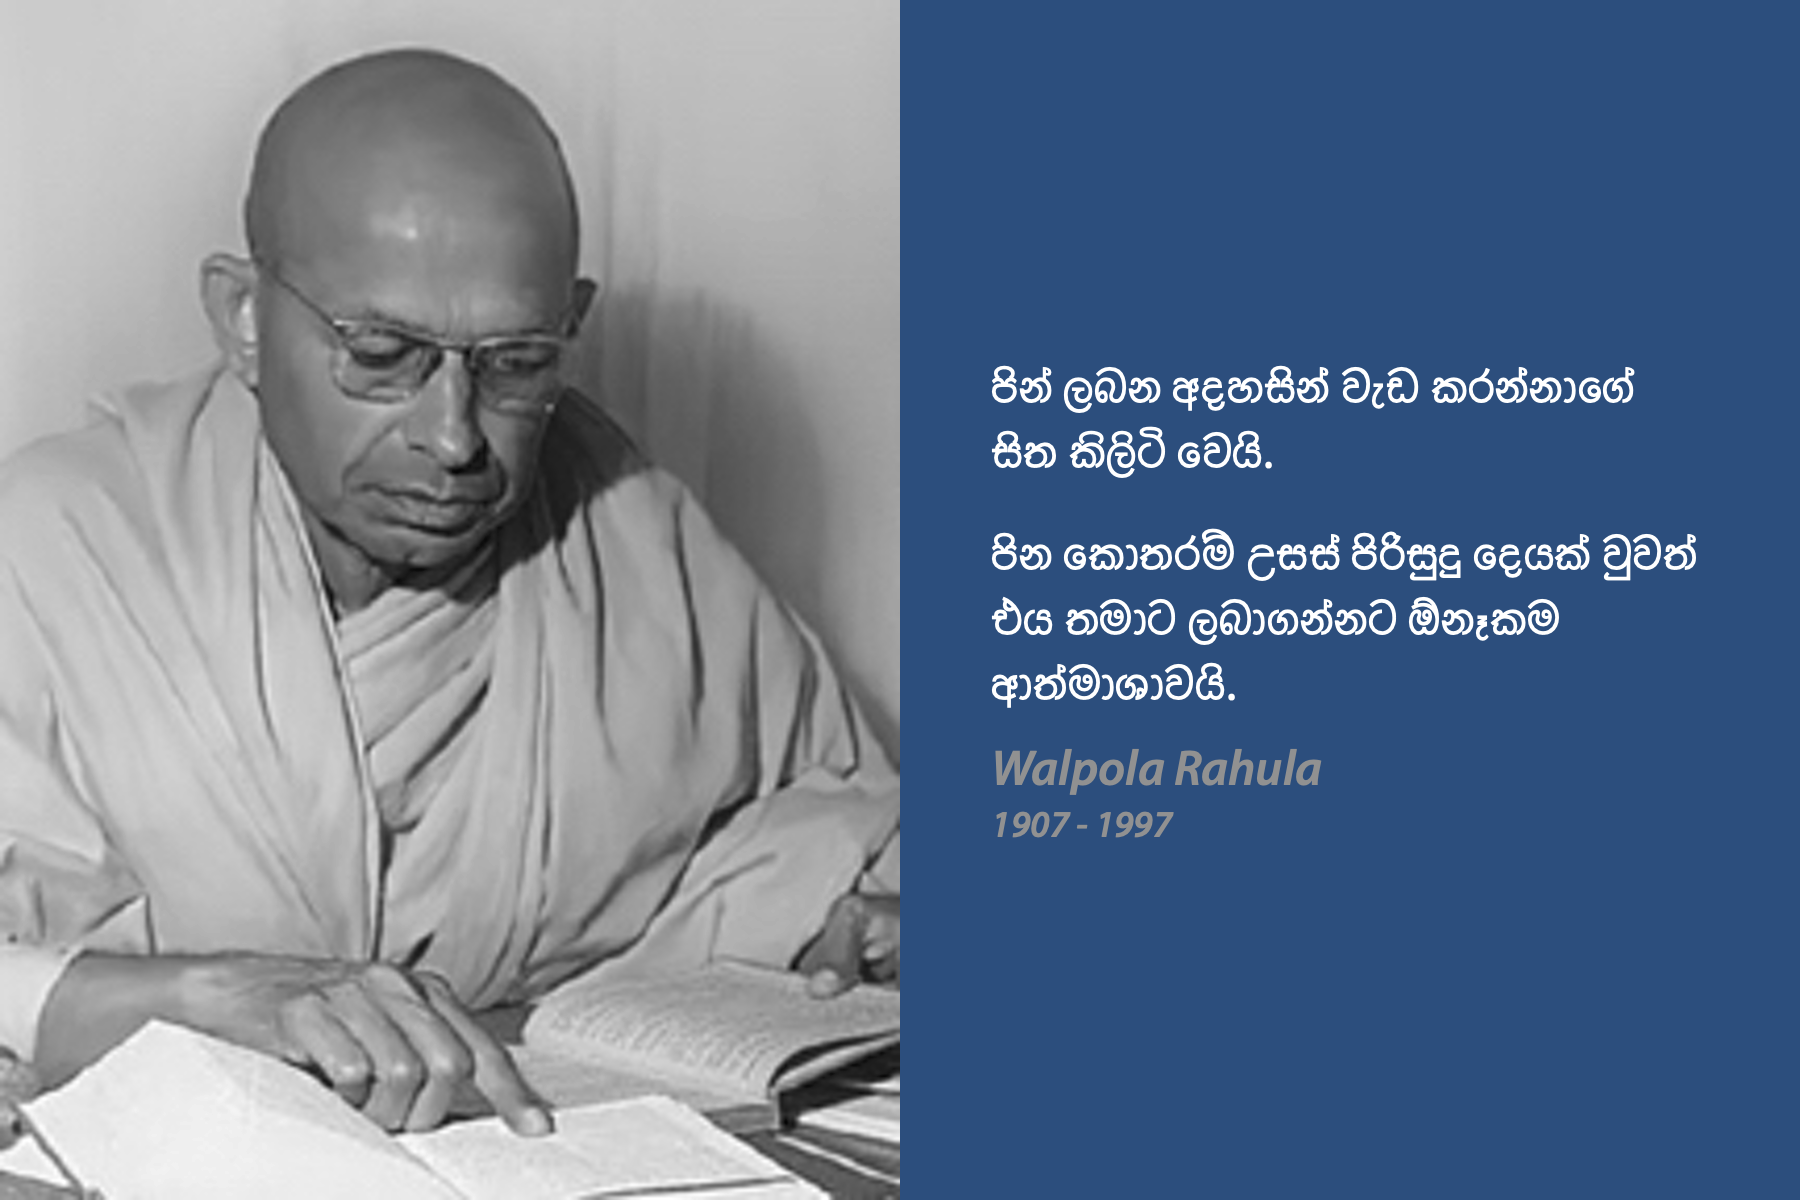 පින් ලබන අදහසින් වැඩ කරන්නාගේ
සිත කිලිටි වෙයි.
පින කොතරම් උසස් පිරිසුදු දෙයක් වුවත්
එය තමාට ලබාගන්නට ඕනෑකම
ආත්මාශාවයි.
Walpola Rahula
1907 - 1997